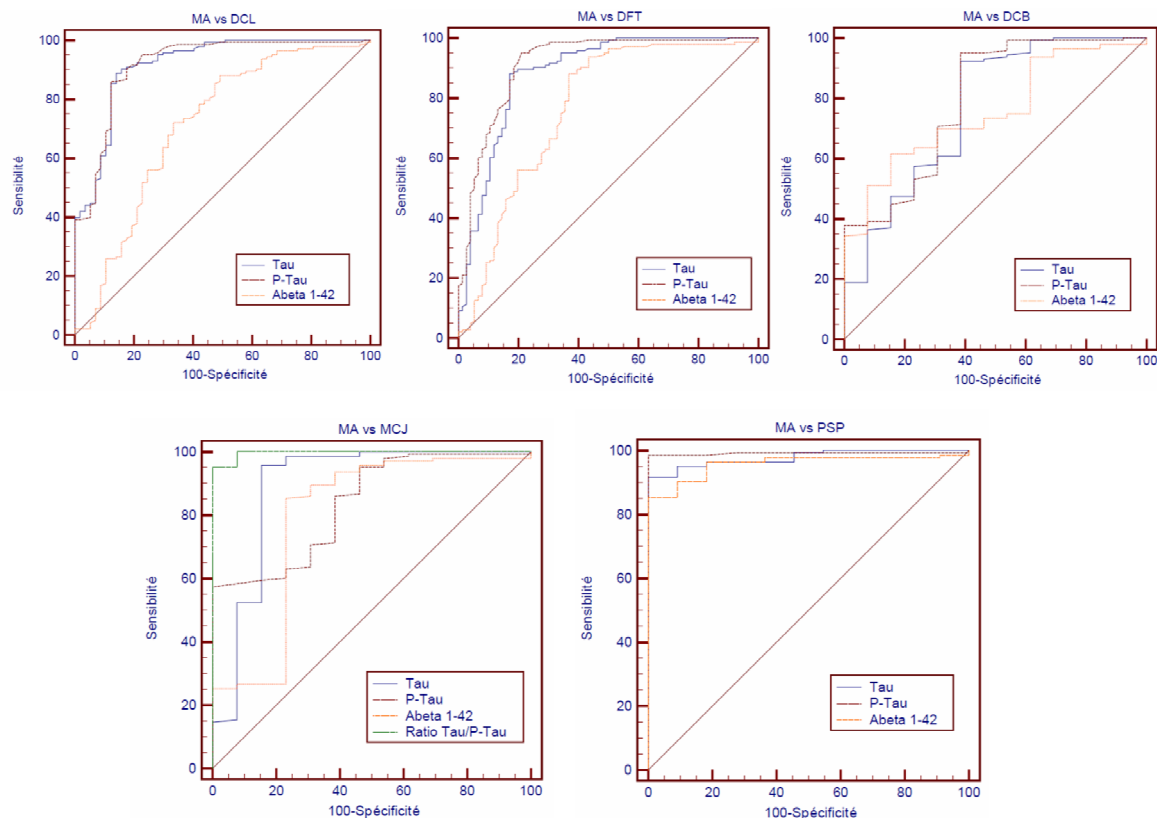 MA vs DCL
100
80
60
40
20
0
Sensibilité
Tau
P-Tau
Abeta 1-42
0 20 40 60 80 100
100-Spécificité
MA vs DFT
100
80
60
40
20
0
Sensibilité
Tau
P-Tau
Abeta 1-42
0 20 40 60 80 100
100-Spécificité
MA vs DCB
100
80
60
40
20
0
Sensibilité
Tau
P-Tau
Abeta 1-42
0 20 40 60 80 100
100-Spécificité
MA vs MCJ
100
80
60
40
20
0
Sensibilité
Tau
P-Tau
Abeta 1-42
Ratio Tau/P-Tau
0 20 40 60 80 100
100-Spécificité
MA vs PSP
100
80
60
40
20
0
Sensibilité
Tau
P-Tau
Abeta 1-42
0 20 40 60 80 100
100-Spécificité